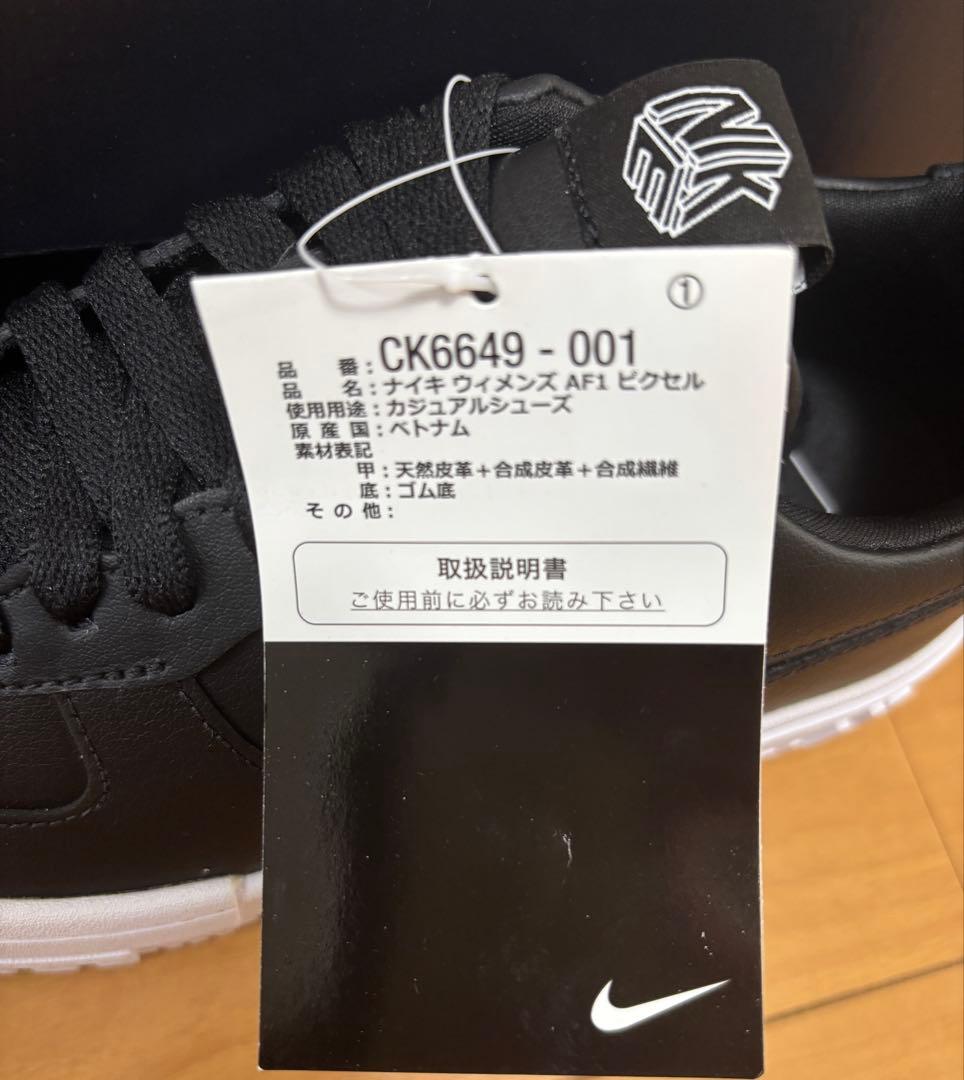 NIKE
①
品 番：CK6649 - 001
品 名：ナイキ ウィメンズ AF1 ピクセル
使用用途：カジュアルシューズ
原 産 国：ベトナム
素材表記
甲：天然皮革＋合成皮革＋合成繊維
底：ゴム底
そ の 他：
取扱説明書
ご使用前に必ずお読み下さい